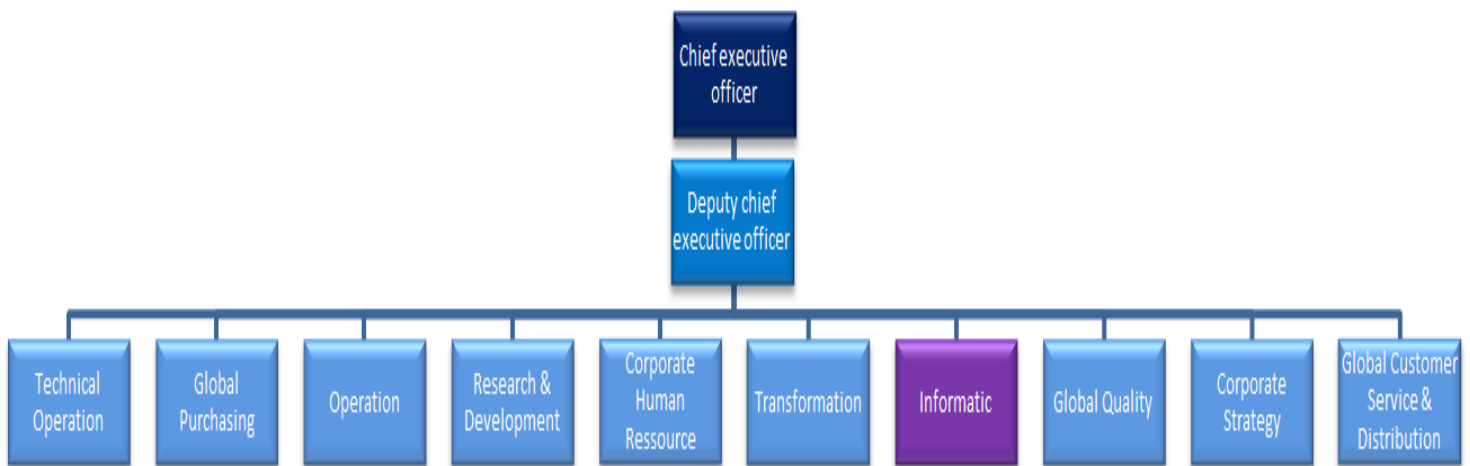 Chief executive
officer
Deputy chief
executive officer
Technical
Operation
Global
Purchasing
Operation
Research &
Development
Corporate
Human
Ressource
Transformation
Informatic
Global Quality
Corporate
Strategy
Global Customer
Service &
Distribution